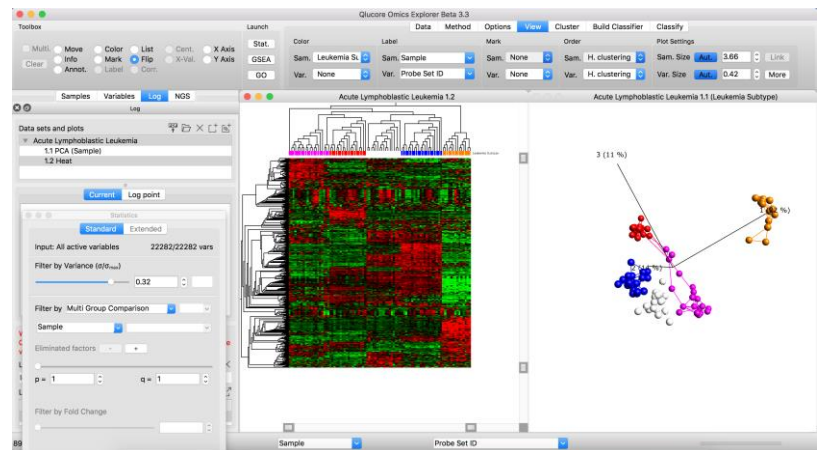 Qlucore Omics Explorer Beta 3.3
Toolbox
Launch
Data Method Options View Cluster Build Classifier Classify
Multi. Move Color List Cent. X Axis
Info Mark Flip X-Val. Y Axis
Clear Annot. Label Corr.
Stat.
GSEA
GO
Color Label Mark Order Plot Settings
Sam. Leukemia Su Sam. Sample Sam. None Sam. H. clustering Sam. Size Aut. 3.66 Link
Var. None Var. Probe Set ID Var. None Var. H. clustering Var. Size Aut. 0.42 More
Samples Variables Log NGS
Log
Acute Lymphoblastic Leukemia 1.2
Acute Lymphoblastic Leukemia 1.1 (Leukemia Subtype)
Data sets and plots
Acute Lymphoblastic Leukemia
1.1 PCA (Sample)
1.2 Heat
Current Log point
Statistics
Standard Extended
Input: All active variables 22282/22282 vars
Filter by Variance (σ/σmax)
0.32
Filter by Multi Group Comparison
Sample
Eliminated factors - +
p = 1 q = 1
Filter by Fold Change
3 (11 %)
Sample Probe Set ID